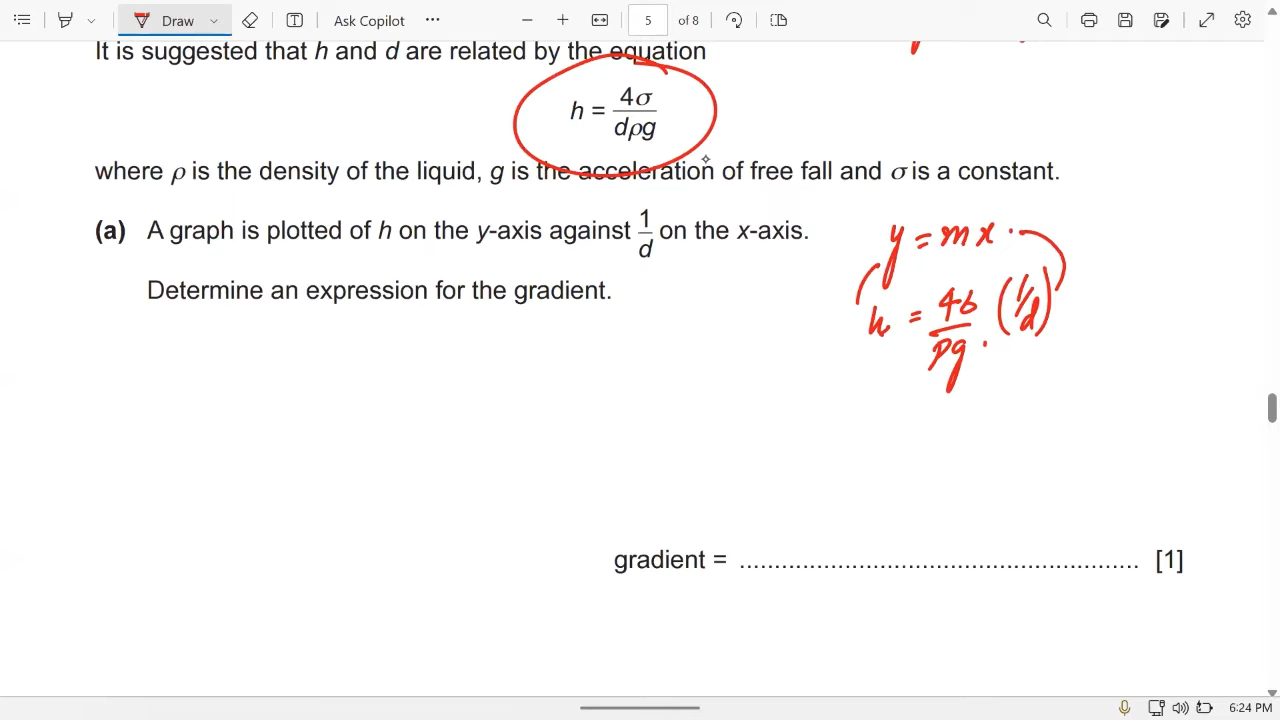 Draw
5
of 8
Ask Copilot
It is suggested that h and d are related by the equation
h = 4σ / dρg
where ρ is the density of the liquid, g is the acceleration of free fall and σ is a constant.
(a) A graph is plotted of h on the y-axis against 1/d on the x-axis.
y = mx
Determine an expression for the gradient.
h = 4σ/ρg (1/d)
gradient = ......................................................... [1]
6:24 PM